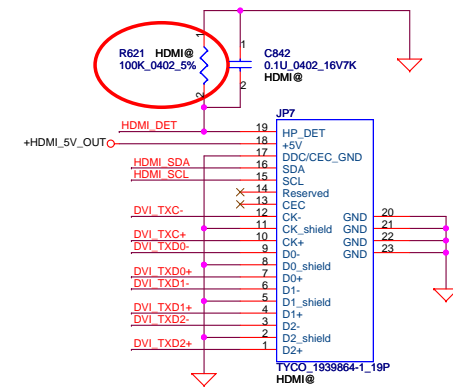 1
R621 HDMI@
100K_0402_5%
2
1
C842
0.1U_0402_16V7K
2
HDMI@
JP7
HDMI_DET 19 HP_DET
+HDMI_5V_OUT 18 +5V
17 DDC/CEC_GND
HDMI_SDA 16 SDA
HDMI_SCL 15 SCL
14 Reserved
13 CEC
DVI_TXC- 12 CK- GND 20
11 CK_shield GND 21
DVI_TXC+ 10 CK+ GND 22
DVI_TXD0- 9 D0- GND 23
8 D0_shield
DVI_TXD0+ 7 D0+
DVI_TXD1- 6 D1-
5 D1_shield
DVI_TXD1+ 4 D1+
DVI_TXD2- 3 D2-
2 D2_shield
DVI_TXD2+ 1 D2+
TYCO_1939864-1_19P
HDMI@